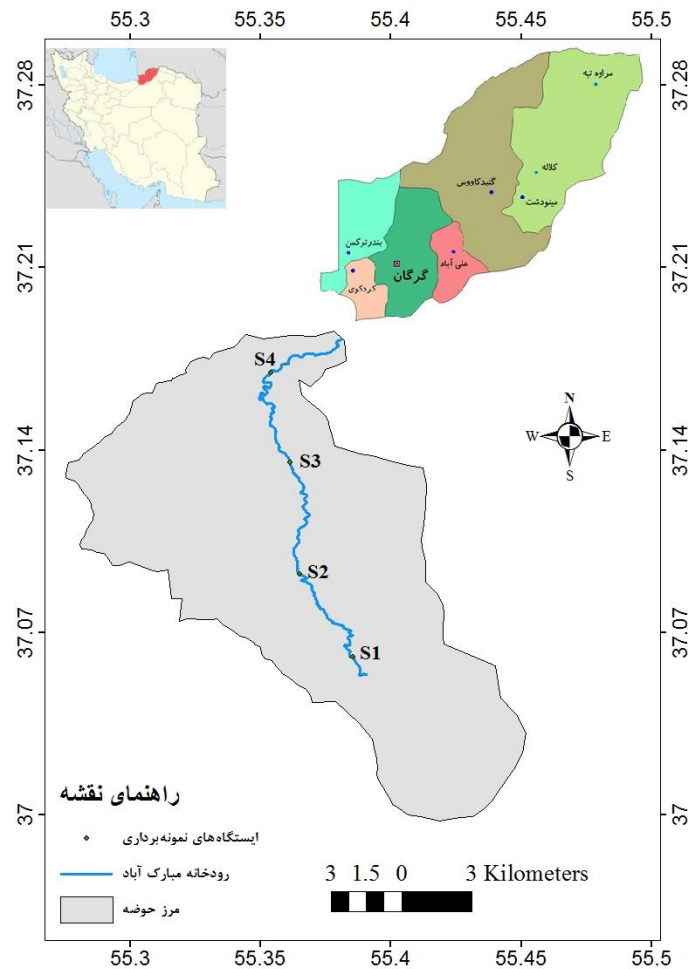 55.3 55.35 55.4 55.45 55.5
37.28
مراوه تپه
کلاله
گنبدکاووس
مینودشت
37.21
بندرترکمن
علی آباد
گرگان
کردکوی
S4
N
W E
S
37.14
S3
S2
37.07
S1
راهنمای نقشه
37
ایستگاه‌های نمونه‌برداری
رودخانه مبارک آباد
مرز حوضه
3 1.5 0 3 Kilometers
37.28
37.21
37.14
37.07
37
55.3 55.35 55.4 55.45 55.5